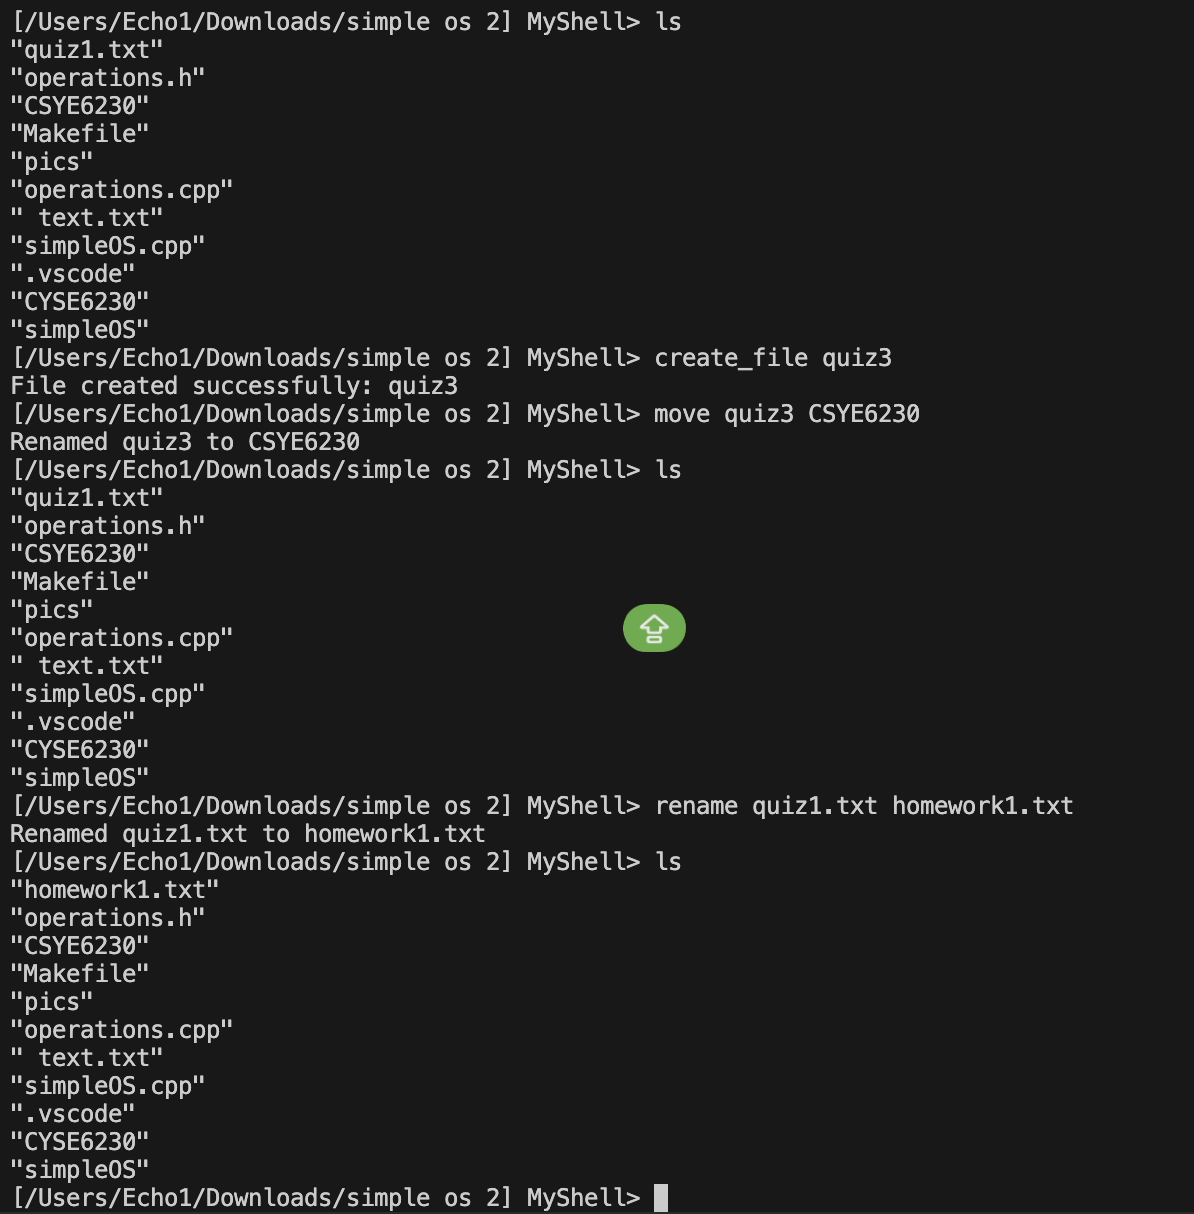 [/Users/Echo1/Downloads/simple os 2] MyShell> ls
"quiz1.txt"
"operations.h"
"CSYE6230"
"Makefile"
"pics"
"operations.cpp"
" text.txt"
"simpleOS.cpp"
".vscode"
"CYSE6230"
"simpleOS"
[/Users/Echo1/Downloads/simple os 2] MyShell> create_file quiz3
File created successfully: quiz3
[/Users/Echo1/Downloads/simple os 2] MyShell> move quiz3 CSYE6230
Renamed quiz3 to CSYE6230
[/Users/Echo1/Downloads/simple os 2] MyShell> ls
"quiz1.txt"
"operations.h"
"CSYE6230"
"Makefile"
"pics"
"operations.cpp"
" text.txt"
"simpleOS.cpp"
".vscode"
"CYSE6230"
"simpleOS"
[/Users/Echo1/Downloads/simple os 2] MyShell> rename quiz1.txt homework1.txt
Renamed quiz1.txt to homework1.txt
[/Users/Echo1/Downloads/simple os 2] MyShell> ls
"homework1.txt"
"operations.h"
"CSYE6230"
"Makefile"
"pics"
"operations.cpp"
" text.txt"
"simpleOS.cpp"
".vscode"
"CYSE6230"
"simpleOS"
[/Users/Echo1/Downloads/simple os 2] MyShell>